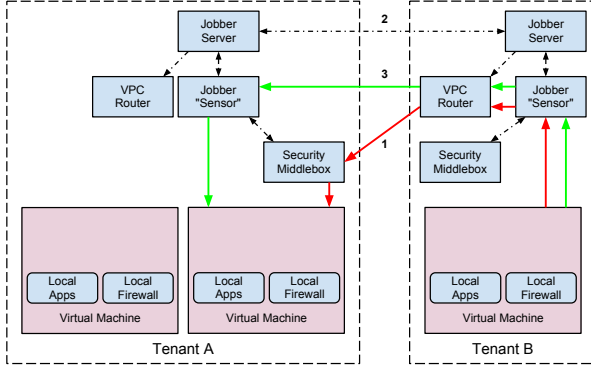 Jobber
Server
2
Jobber
Server
VPC
Router
Jobber
"Sensor"
3
VPC
Router
Jobber
"Sensor"
1
Security
Middlebox
Security
Middlebox
Local
Apps
Local
Firewall
Virtual Machine
Local
Apps
Local
Firewall
Virtual Machine
Local
Apps
Local
Firewall
Virtual Machine
Tenant A
Tenant B